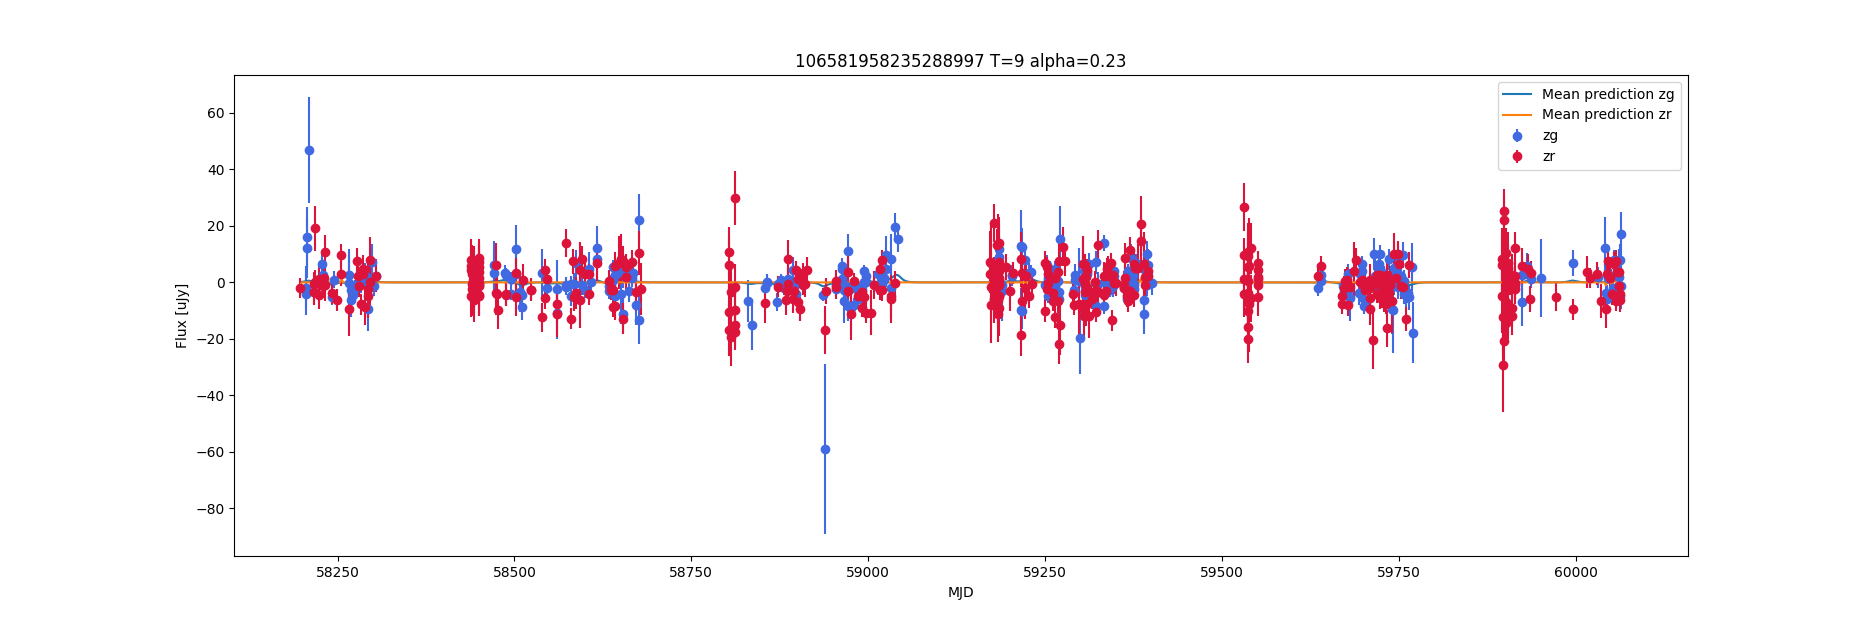 106581958235288997 T=9 alpha=0.23
Mean prediction zg
Mean prediction zr
zg
zr
60
40
20
0
−20
−40
−60
−80
Flux [uJy]
58250 58500 58750 59000 59250 59500 59750 60000
MJD